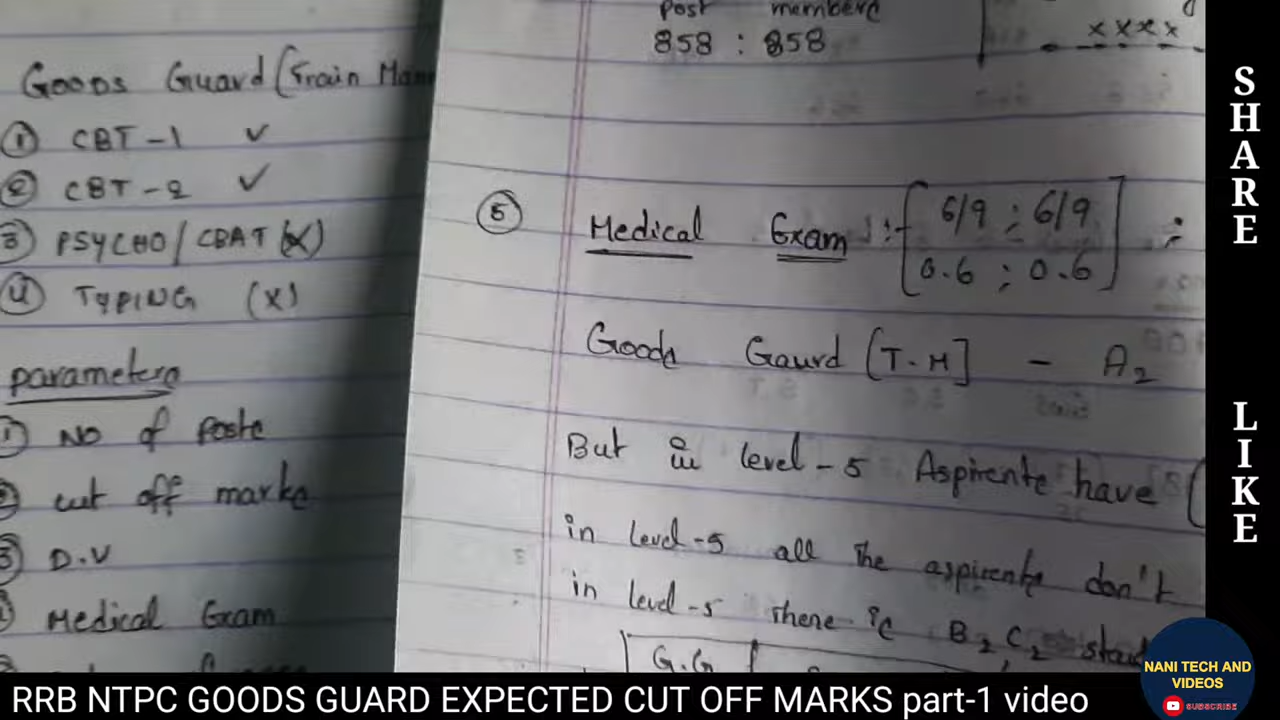 Goods Guard (Train
① CBT-1 ✓
② CBT-2 ✓
③ PSYCHO/CBAT (X)
④ TYPING (X)
parameters
① NO of Posts
② cut off marks
③ D.V
Medical Exam
post members
858 : 858
xxxx
⑤ Medical Exam :- [6/9 ; 6/9
0.6 ; 0.6]
Goods Gaurd [T.M] - A2
But in level-5 Aspirents have (
in level-5 all the aspirents don't
in level-5 there is B2 C2
G.G
SHARE
LIKE
NANI TECH AND
VIDEOS
SUBSCRIBE
RRB NTPC GOODS GUARD EXPECTED CUT OFF MARKS part-1 video